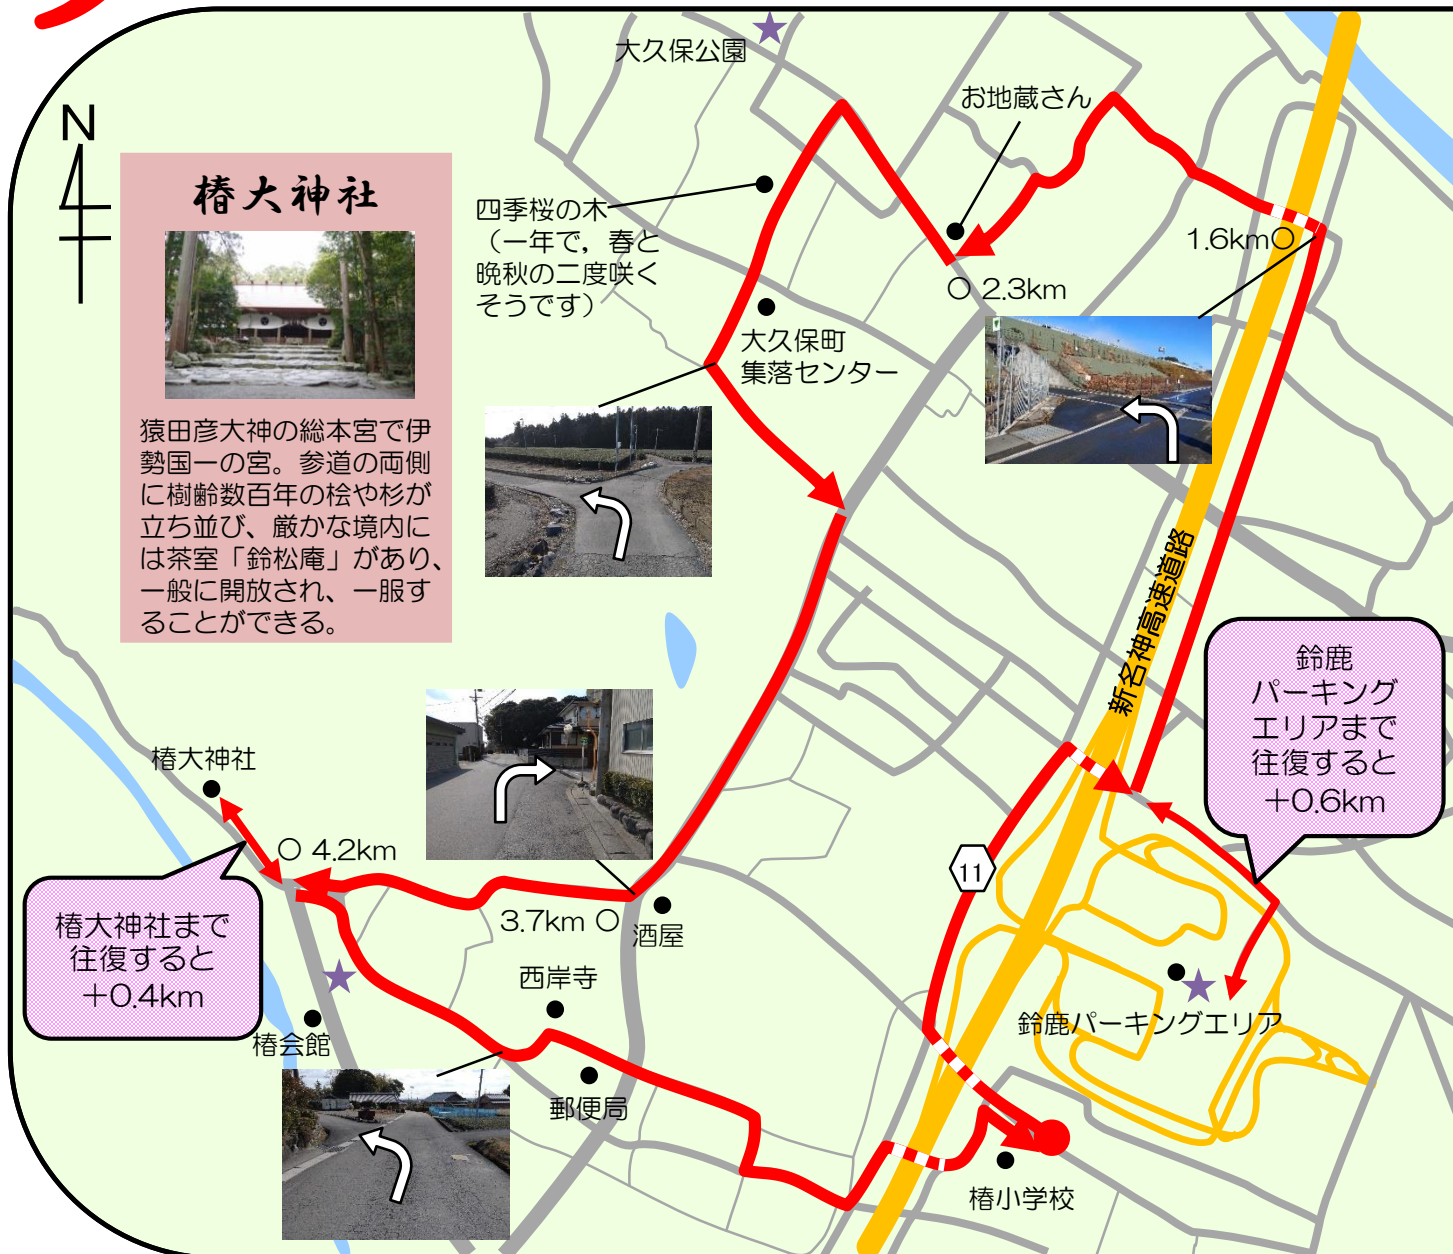 大久保公園
お地蔵さん
N
椿大神社
四季桜の木
（一年で，春と
晩秋の二度咲く
そうです）
1.6km
2.3km
大久保町
集落センター
猿田彦大神の総本宮で伊
勢国一の宮。参道の両側
に樹齢数百年の桧や杉が
立ち並び、厳かな境内に
は茶室「鈴松庵」があり、
一般に開放され、一服す
ることができる。
新名神高速道路
鈴鹿
パーキング
エリアまで
往復すると
＋0.6km
椿大神社
4.2km
11
椿大神社まで
往復すると
＋0.4km
3.7km
酒屋
西岸寺
鈴鹿パーキングエリア
椿会館
郵便局
椿小学校